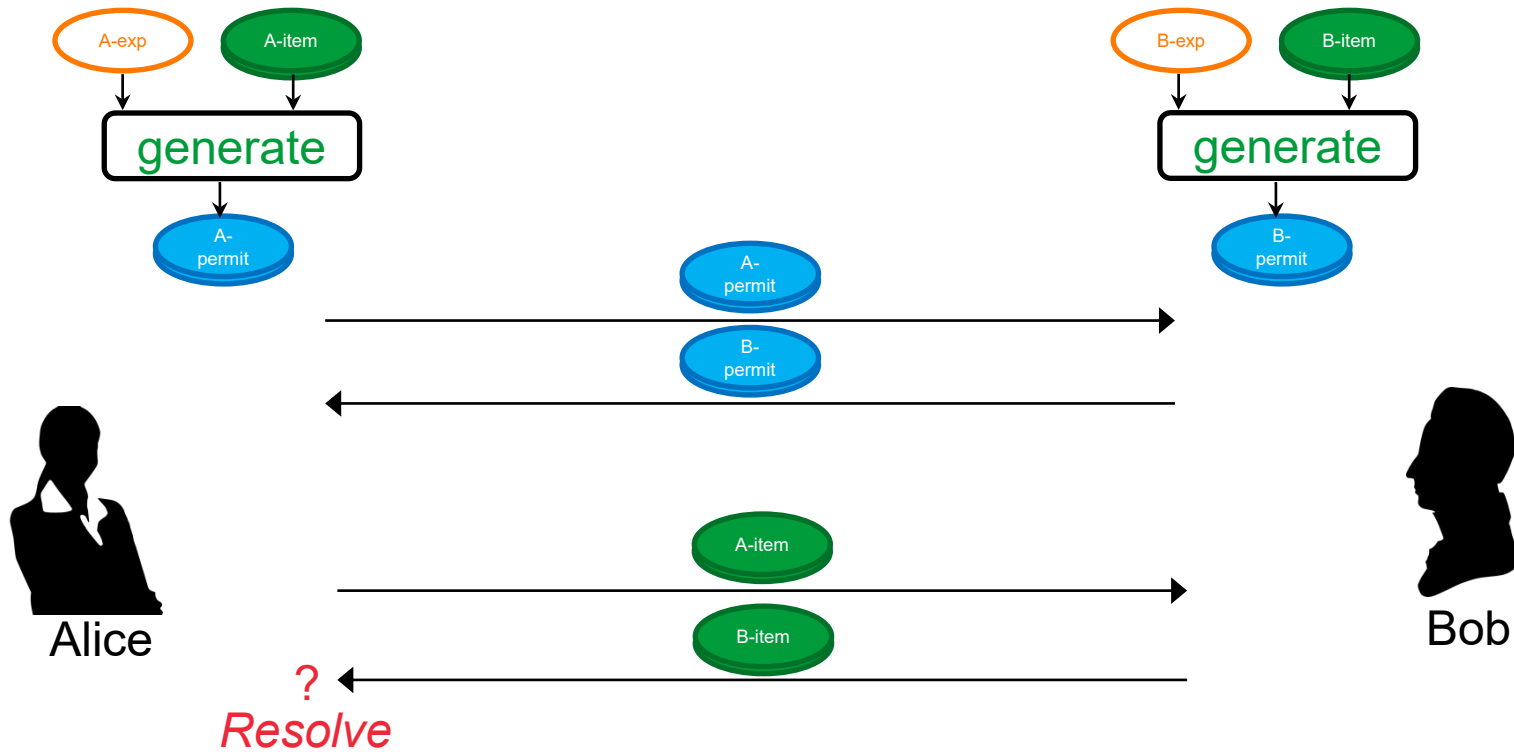 A-exp
A-item
B-exp
B-item
generate
generate
A-
permit
B-
permit
A-
permit
B-
permit
A-item
B-item
Alice
Bob
?
Resolve